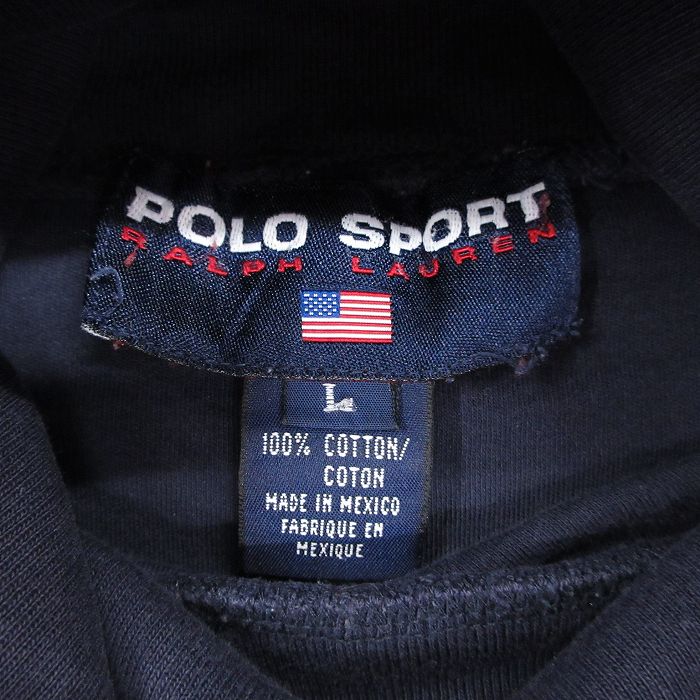 POLO SPORT
RALPH LAUREN
L
100% COTTON/
COTON
MADE IN MEXICO
FABRIQUE EN
MEXIQUE